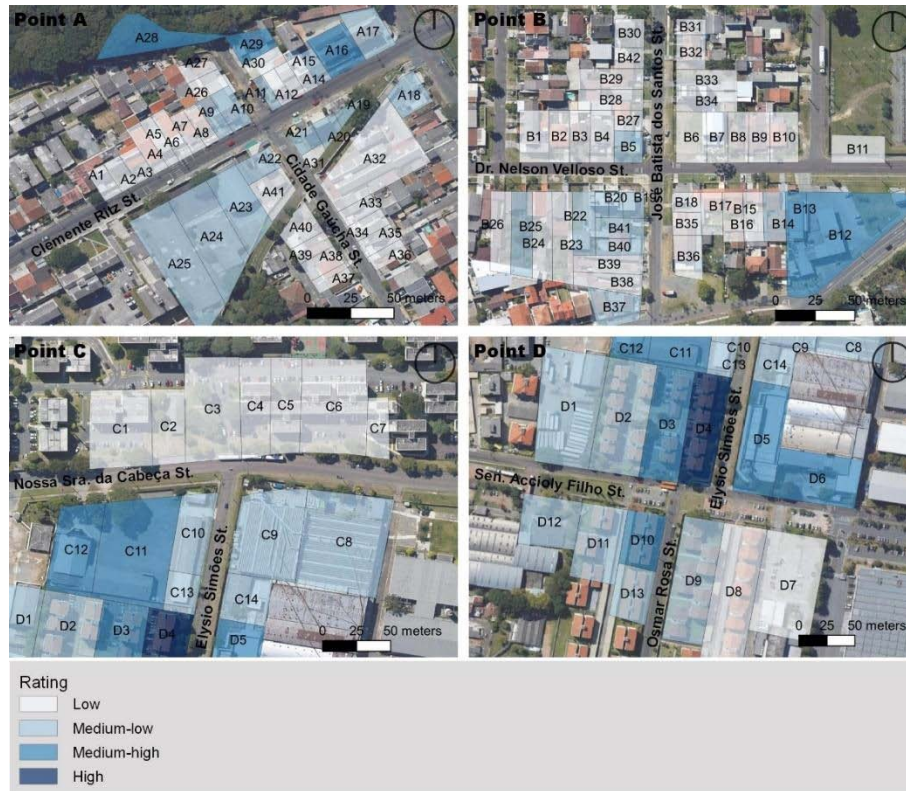 Point A
A28
A29
A17
A16
A27
A30
A15
A26
A14
A11
A12
A9
A10
A18
A19
A5
A7
A8
A21
A20
A6
A4
A22
A31
A32
A1
A2
A3
Cidade Gaúcha St.
A41
Clémente Ritz St.
A23
A33
A24
A40
A34
A35
A25
A39
A38
A36
A37
0 25 50 meters
Point B
B30
B31
B42
B32
B29
B33
B28
B34
B27
B1
B2
B3
B4
B5
B6
B7
B8
B9
B10
B11
Dr. Nelson Velloso St.
José Batista dos Santos St.
B20
B19
B18
B17
B15
B13
B26
B25
B22
B41
B35
B16
B14
B12
B24
B23
B40
B39
B36
B38
B37
0 25 50 meters
Point C
C3
C4
C5
C6
C1
C2
C7
Nossa Sra. da Cabeça St.
C10
C9
C8
C12
C11
Elysio Simões St.
C13
C14
D1
D2
D3
D4
D5
0 25 50 meters
Point D
C12
C11
C10
C9
C8
C13
C14
D1
D2
D3
D4
D5
Elysio Simões St.
D6
Sen. Accioly Filho St.
D12
D11
D10
Osmar Rosa St.
D9
D8
D7
D13
0 25 50 meters
Rating
Low
Medium-low
Medium-high
High